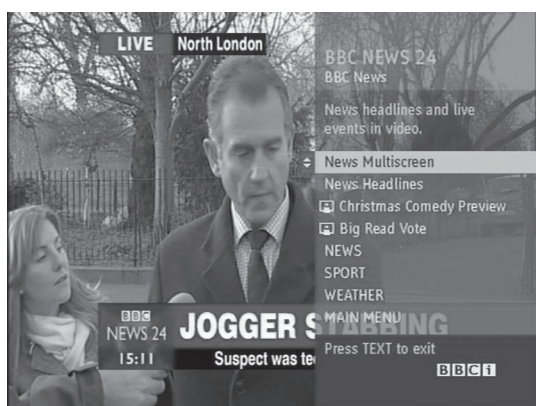 LIVE North London
BBC NEWS 24
BBC News
News headlines and live
events in video.
News Multiscreen
News Headlines
Christmas Comedy Preview
Big Read Vote
NEWS
SPORT
WEATHER
MAIN MENU
Press TEXT to exit
BBCi
BBC
NEWS 24
JOGGER STABBING
15:11 Suspect was